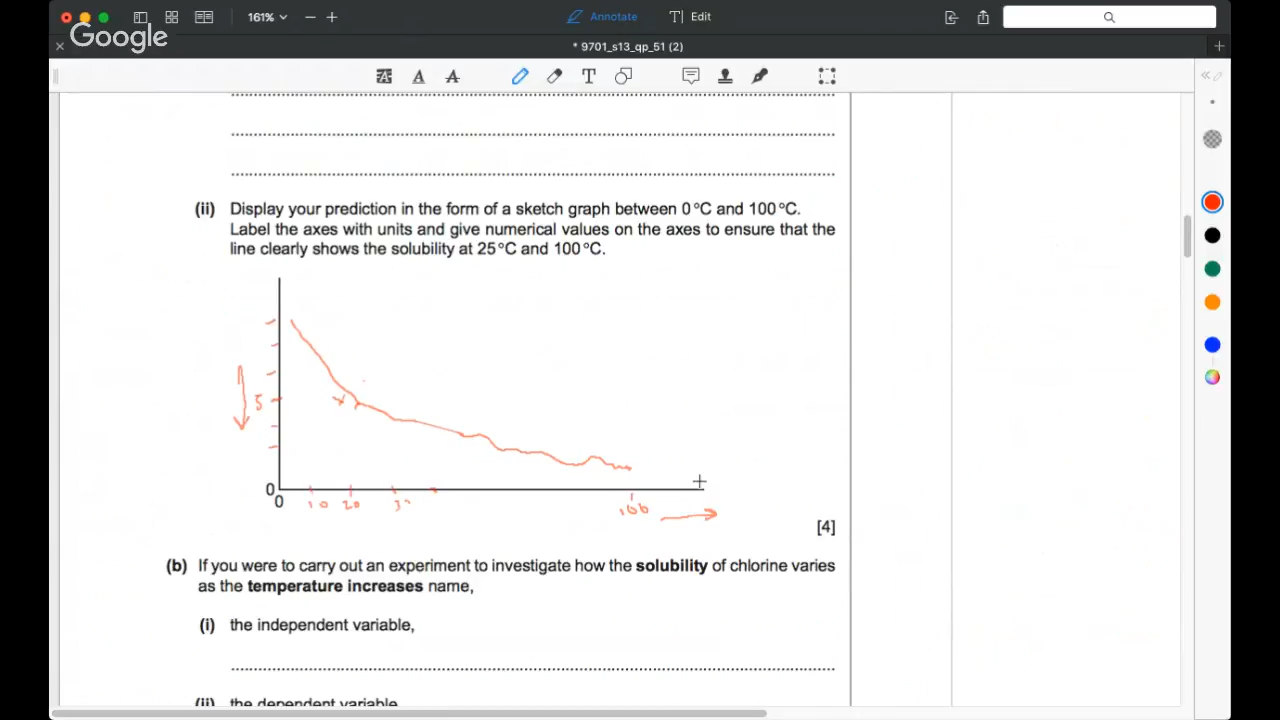 161%
Annotate
T Edit
Google
* 9701_s13_qp_51 (2)
(ii) Display your prediction in the form of a sketch graph between 0 °C and 100 °C.
Label the axes with units and give numerical values on the axes to ensure that the
line clearly shows the solubility at 25 °C and 100 °C.
5
0
0
10 20 30
100
[4]
(b) If you were to carry out an experiment to investigate how the solubility of chlorine varies
as the temperature increases name,
(i) the independent variable,
(ii) the dependent variable